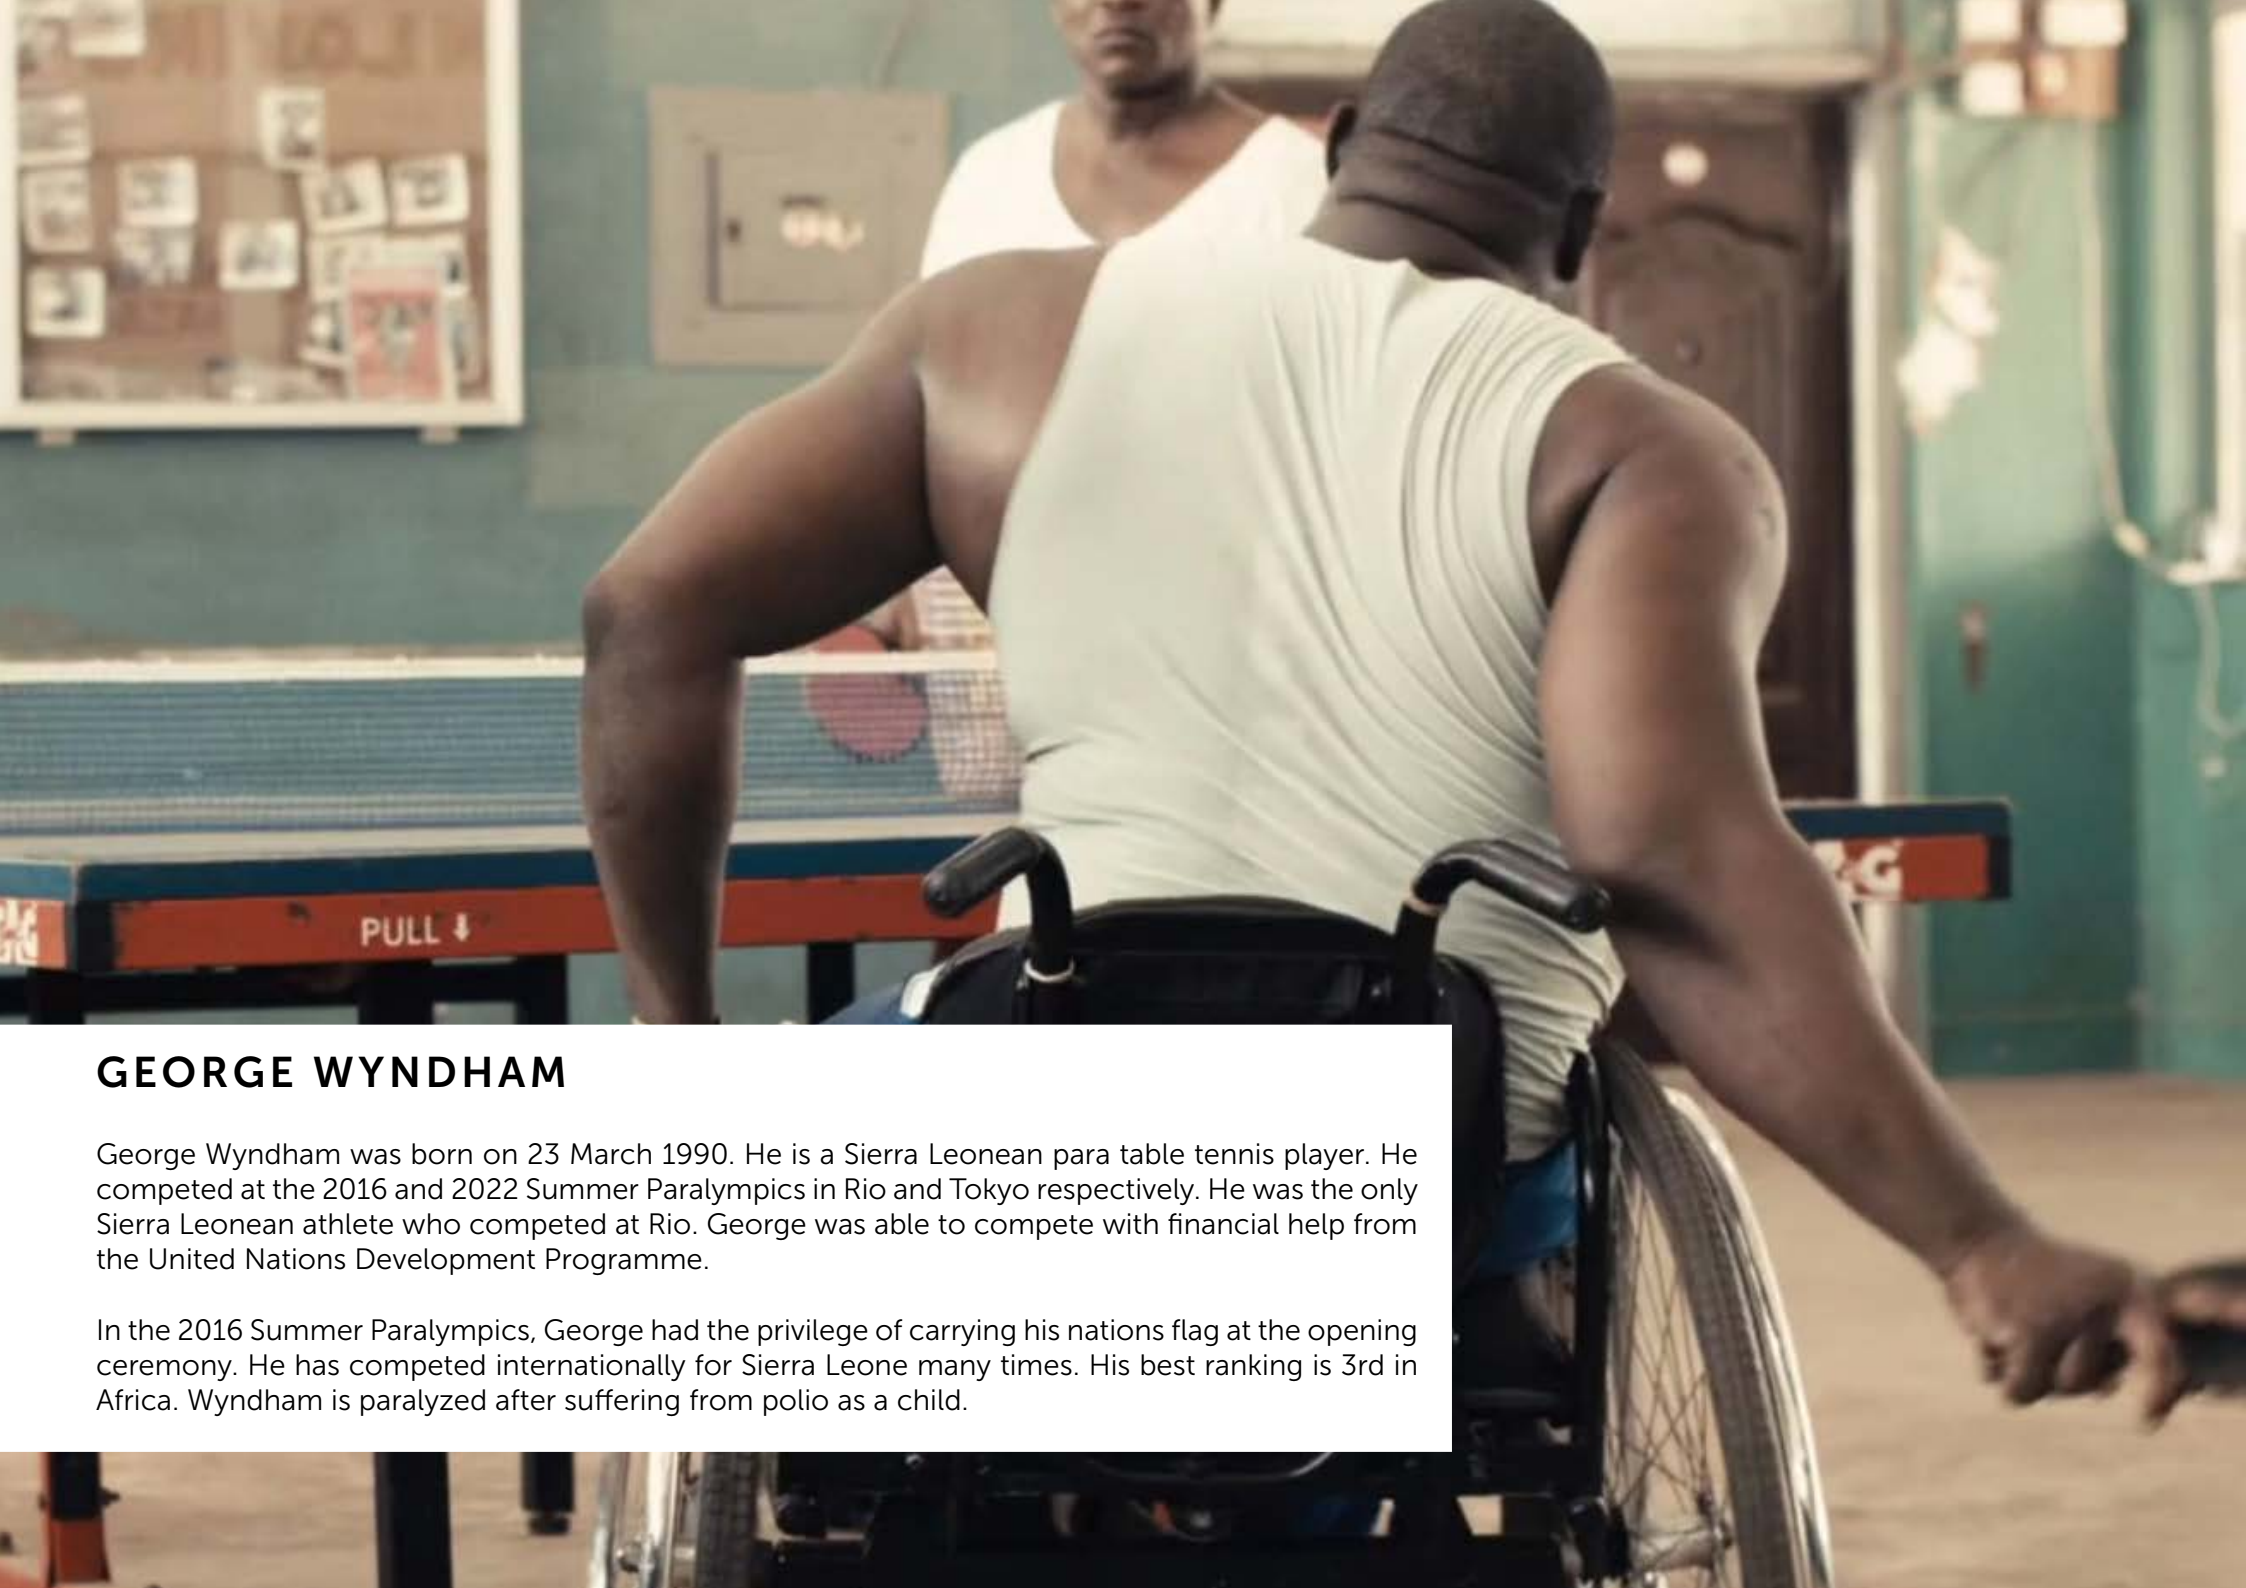 PULL
GEORGE WYNDHAM
George Wyndham was born on 23 March 1990. He is a Sierra Leonean para table tennis player. He
competed at the 2016 and 2022 Summer Paralympics in Rio and Tokyo respectively. He was the only
Sierra Leonean athlete who competed at Rio. George was able to compete with financial help from
the United Nations Development Programme.
In the 2016 Summer Paralympics, George had the privilege of carrying his nations flag at the opening
ceremony. He has competed internationally for Sierra Leone many times. His best ranking is 3rd in
Africa. Wyndham is paralyzed after suffering from polio as a child.